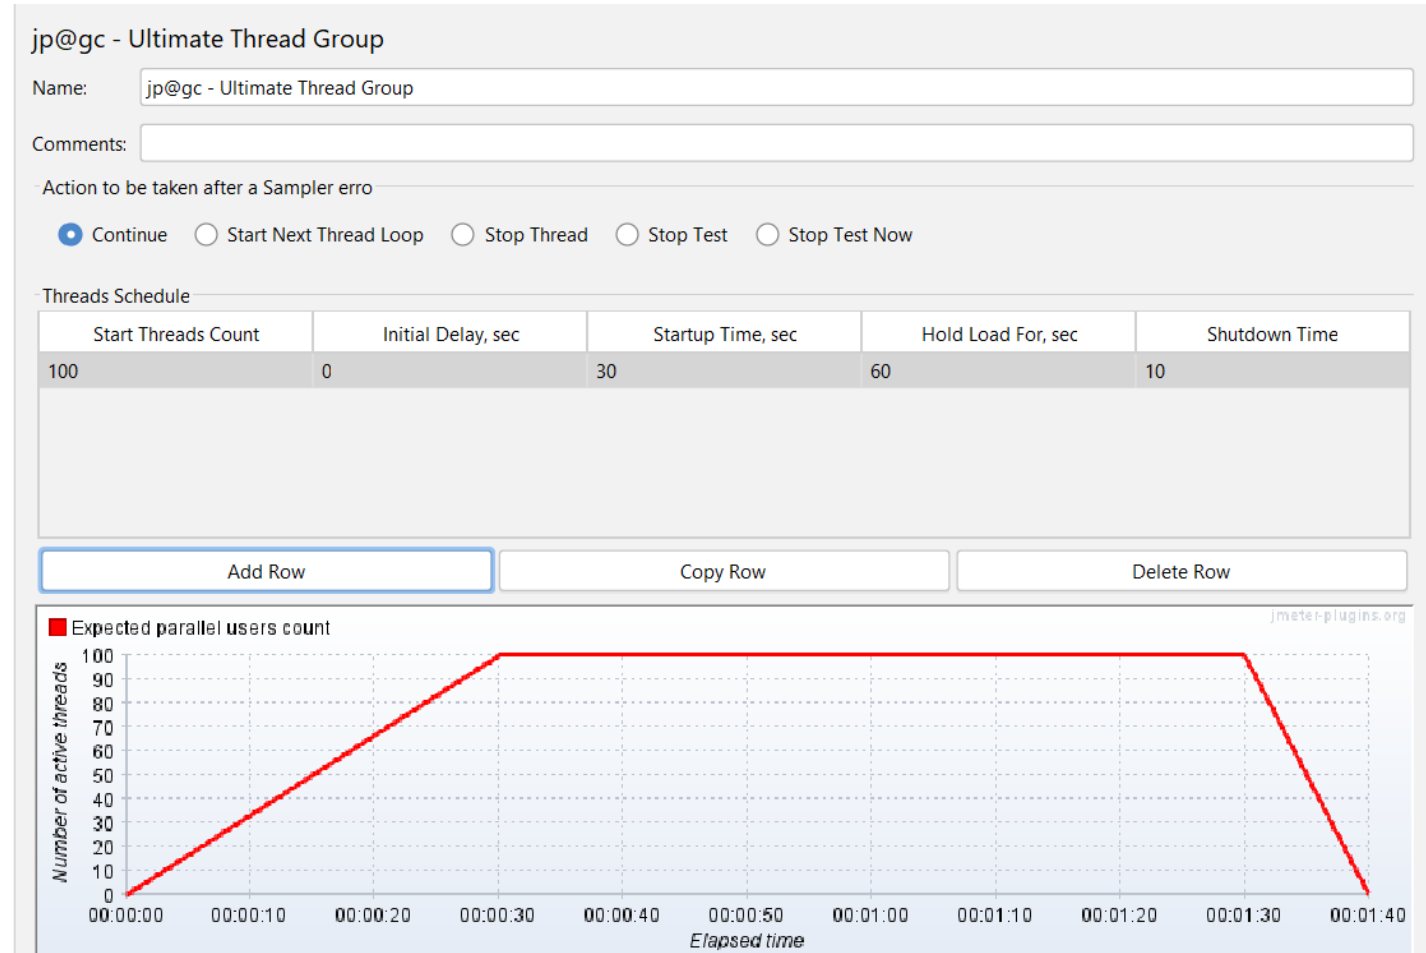 jp@gc - Ultimate Thread Group
Name: jp@gc - Ultimate Thread Group
Comments:
Action to be taken after a Sampler erro
Continue Start Next Thread Loop Stop Thread Stop Test Stop Test Now
Threads Schedule
Start Threads Count Initial Delay, sec Startup Time, sec Hold Load For, sec Shutdown Time
100 0 30 60 10
Add Row Copy Row Delete Row
jmeter-plugins.org
Expected parallel users count
Number of active threads
100
90
80
70
60
50
40
30
20
10
0
00:00:00 00:00:10 00:00:20 00:00:30 00:00:40 00:00:50 00:01:00 00:01:10 00:01:20 00:01:30 00:01:40
Elapsed time